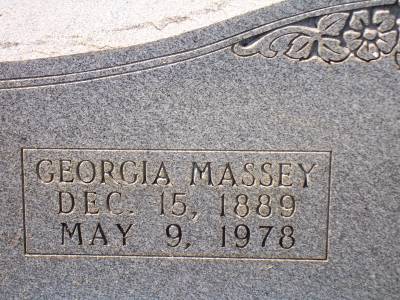 GEORGIA MASSEY
DEC. 15, 1889
MAY 9, 1978